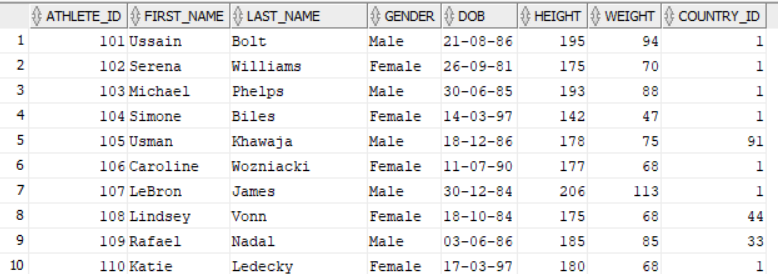 ATHLETE_ID FIRST_NAME LAST_NAME GENDER DOB HEIGHT WEIGHT COUNTRY_ID
1 101 Ussain Bolt Male 21-08-86 195 94 1
2 102 Serena Williams Female 26-09-81 175 70 1
3 103 Michael Phelps Male 30-06-85 193 88 1
4 104 Simone Biles Female 14-03-97 142 47 1
5 105 Usman Khawaja Male 18-12-86 178 75 91
6 106 Caroline Wozniacki Female 11-07-90 177 68 1
7 107 LeBron James Male 30-12-84 206 113 1
8 108 Lindsey Vonn Female 18-10-84 175 68 44
9 109 Rafael Nadal Male 03-06-86 185 85 33
10 110 Katie Ledecky Female 17-03-97 180 68 1